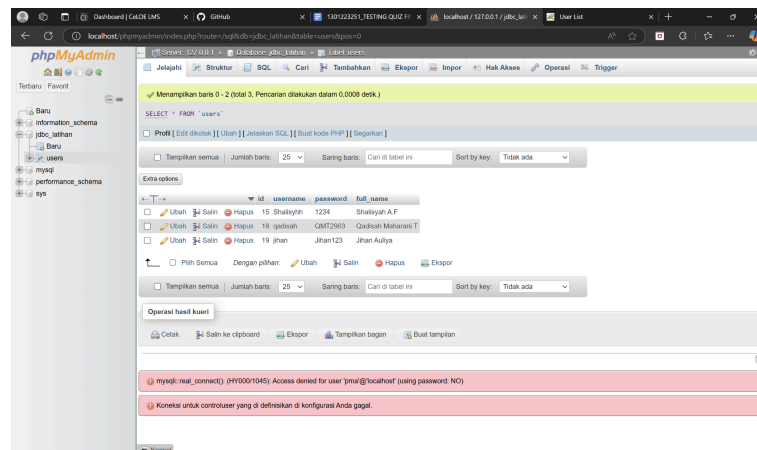 Dashboard | CeLOE LMS
GitHub
1301223251_TESTING QUIZ
localhost / 127.0.0.1 / jdbc_lati
User List
localhost/phpmyadmin/index.php?route=/sql&db=jdbc_latihan&table=users&pos=0
phpMyAdmin
Terbaru Favorit
Baru
information_schema
jdbc_latihan
Baru
users
mysql
performance_schema
sys
Server: 127.0.0.1 » Database: jdbc_latihan » Tabel: users
Jelajahi Struktur SQL Cari Tambahkan Ekspor Impor Hak Akses Operasi Trigger
Menampilkan baris 0 - 2 (total 3, Pencarian dilakukan dalam 0,0008 detik.)
SELECT * FROM `users`
Profil [ Edit dikotak ] [ Ubah ] [ Jelaskan SQL ] [ Buat kode PHP ] [ Segarkan ]
Tampilkan semua | Jumlah baris: 25 Saring baris: Cari di tabel ini Sort by key: Tidak ada
Extra options
id username password full_name
Ubah Salin Hapus 15 Shalisyhh 1234 Shalisyah A.F
Ubah Salin Hapus 18 qadisah QMT2903 Qadisah Maharani T
Ubah Salin Hapus 19 jihan Jihan123 Jihan Auliya
Pilih Semua Dengan pilihan: Ubah Salin Hapus Ekspor
Tampilkan semua | Jumlah baris: 25 Saring baris: Cari di tabel ini Sort by key: Tidak ada
Operasi hasil kueri
Cetak Salin ke clipboard Ekspor Tampilkan bagan Buat tampilan
mysqli::real_connect(): (HY000/1045): Access denied for user 'pma'@'localhost' (using password: NO)
Koneksi untuk controluser yang di definisikan di konfigurasi Anda gagal.